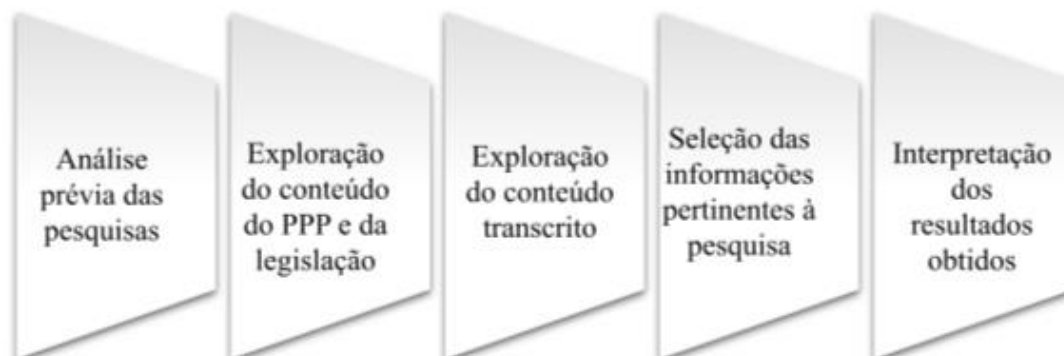 Análise
prévia das
pesquisas
Exploração
do conteúdo
do PPP e da
legislação
Exploração
do conteúdo
transcrito
Seleção das
informações
pertinentes à
pesquisa
Interpretação
dos
resultados
obtidos